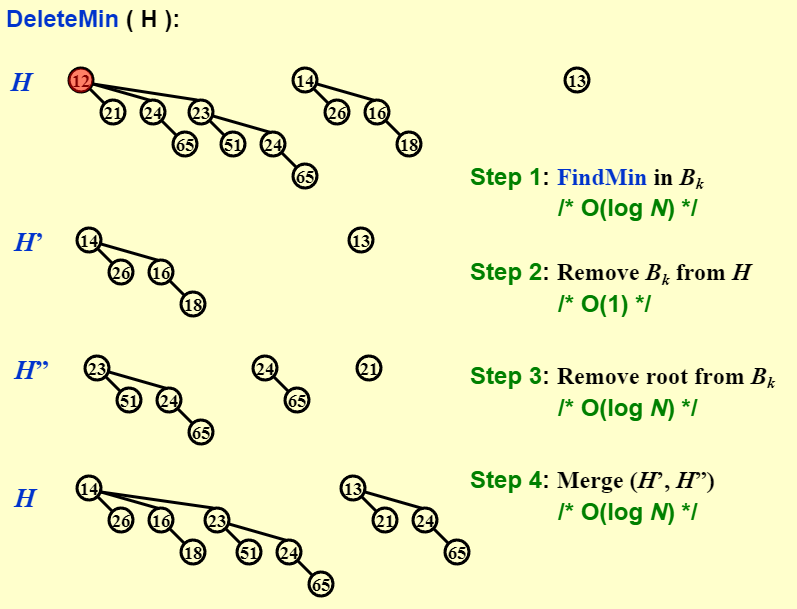 DeleteMin ( H ):
H
12
14
13
21
24
23
26
16
65
51
24
18
65
Step 1: FindMin in Bk
/* O(log N) */
H’
14
13
26
16
18
Step 2: Remove Bk from H
/* O(1) */
H”
23
24
21
51
24
65
65
Step 3: Remove root from Bk
/* O(log N) */
H
14
13
26
16
23
21
24
18
51
24
65
65
Step 4: Merge (H’, H”)
/* O(log N) */